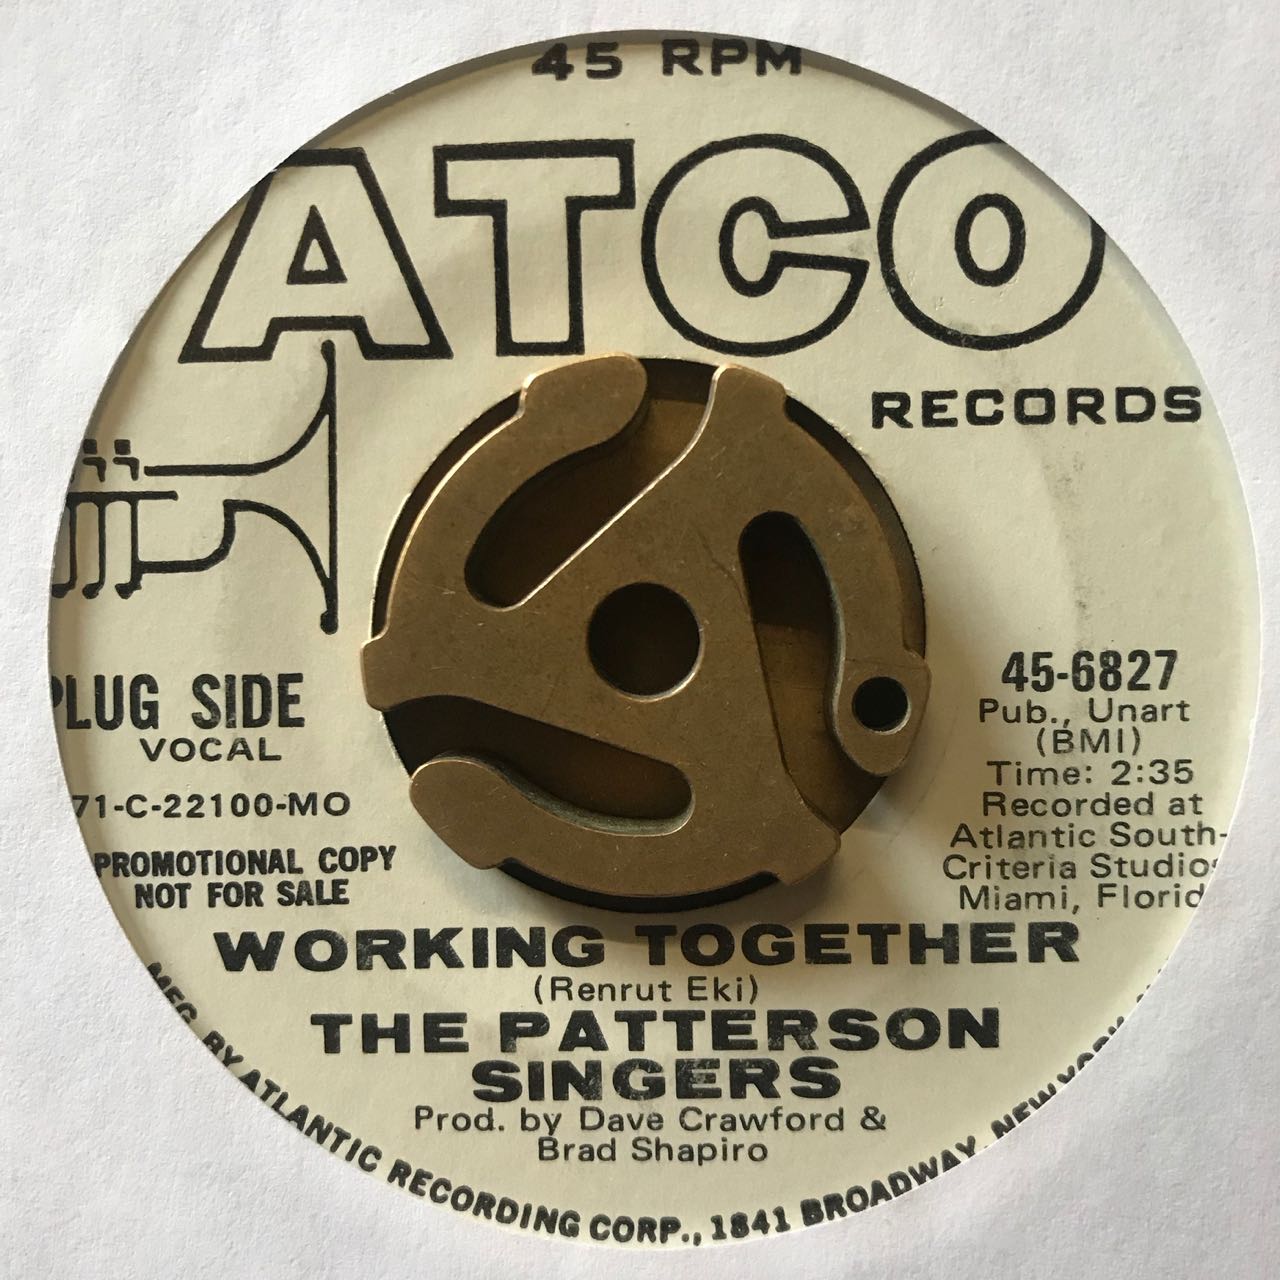 45 RPM
ATCO
RECORDS
PLUG SIDE
VOCAL
71-C-22100-MO
PROMOTIONAL COPY
NOT FOR SALE
45-6827
Pub., Unart
(BMI)
Time: 2:35
Recorded at
Atlantic South-
Criteria Studios
Miami, Florid
WORKING TOGETHER
(Renrut Eki)
THE PATTERSON
SINGERS
Prod. by Dave Crawford &
Brad Shapiro
MFG. BY ATLANTIC RECORDING CORP., 1841 BROADWAY, NEW YORK,